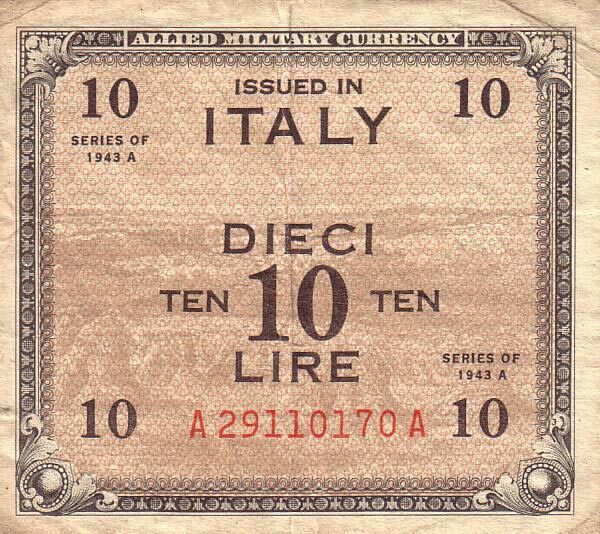 ALLIED MILITARY CURRENCY
10 ISSUED IN 10
ITALY
SERIES OF
1943 A
DIECI
TEN 10 TEN
LIRE
SERIES OF
1943 A
10 A29110170A 10